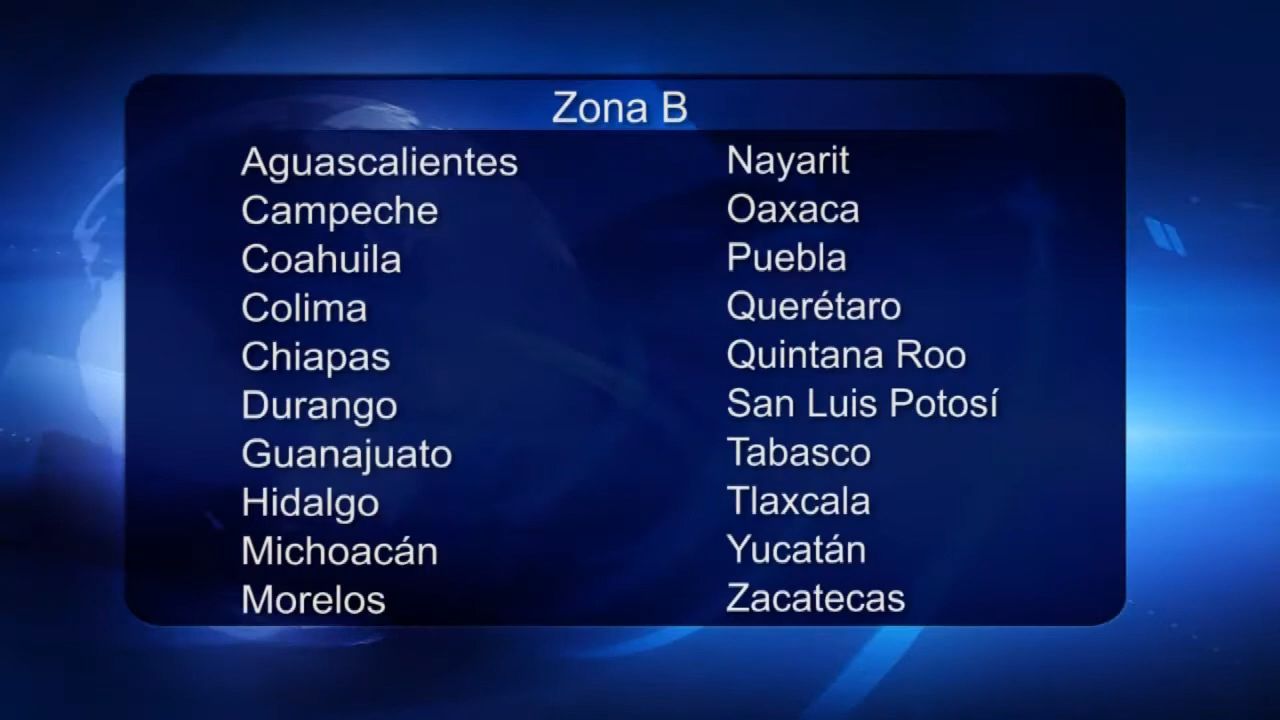 Zona B
Aguascalientes
Campeche
Coahuila
Colima
Chiapas
Durango
Guanajuato
Hidalgo
Michoacán
Morelos
Nayarit
Oaxaca
Puebla
Querétaro
Quintana Roo
San Luis Potosí
Tabasco
Tlaxcala
Yucatán
Zacatecas